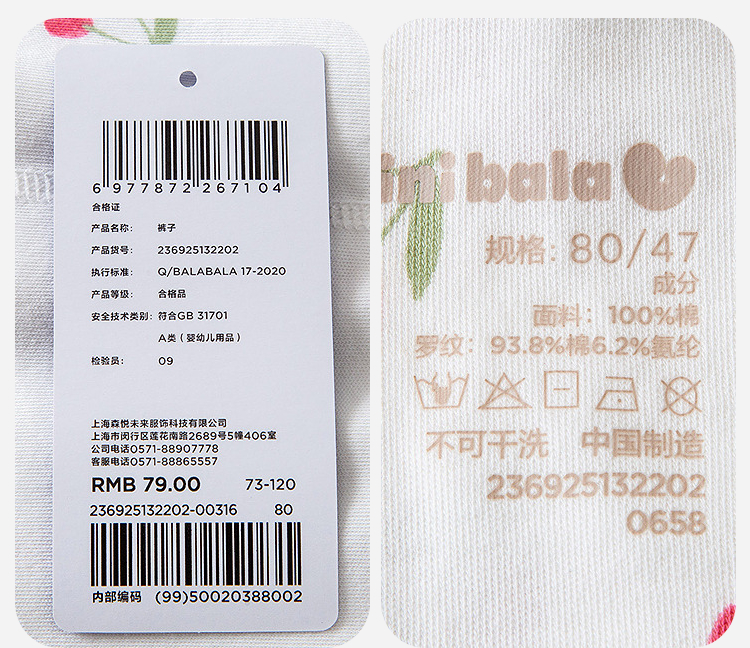 6 977872 267104
合格证
产品名称: 裤子
产品货号: 236925132202
执行标准: Q/BALABALA 17-2020
产品等级: 合格品
安全技术类别: 符合GB 31701
A类 (婴幼儿用品)
检验员: 09
上海森悦未来服饰科技有限公司
上海市闵行区莲花南路2689号5幢406室
公司电话0571-88907778
客服电话0571-88865557
RMB 79.00 73-120
236925132202-00316 80
内部编码 (99)50020388002
ini bala
规格: 80/47
成分
面料: 100%棉
罗纹: 93.8%棉6.2%氨纶
不可干洗 中国制造
236925132202
0658